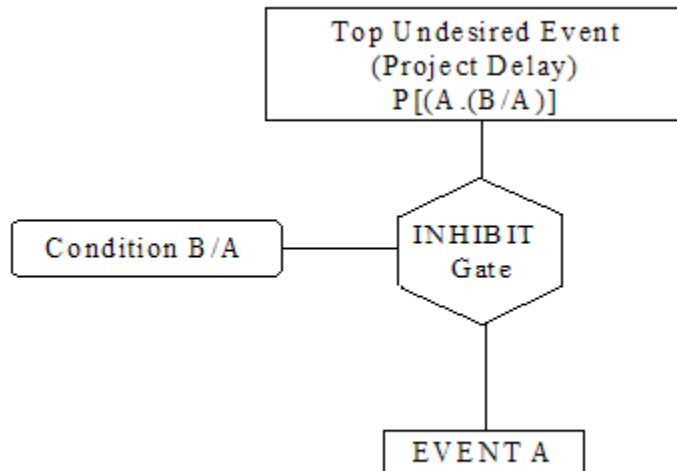 Top Undesired Event
(Project Delay)
P[(A.(B/A)]
Condition B/A
INHIBIT
Gate
EVENT A